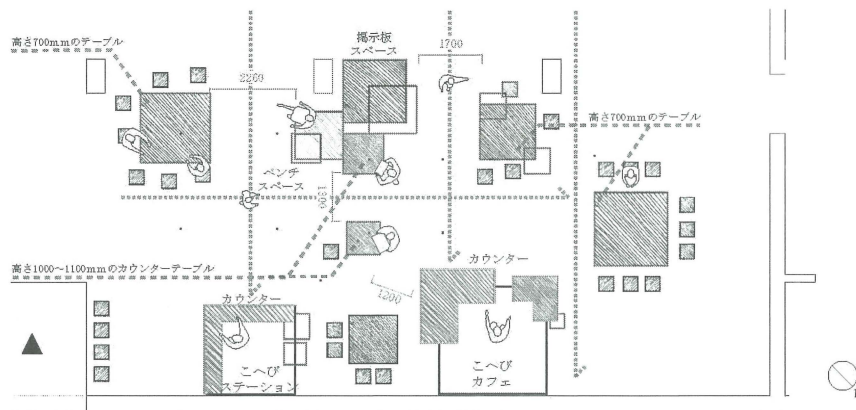 高さ700mmのテーブル
掲示板
スペース
1700
2260
高さ700mmのテーブル
ベンチ
スペース
高さ1000〜1100mmのカウンターテーブル
カウンター
カウンター
1200
こへび
ステーション
こへび
カフェ